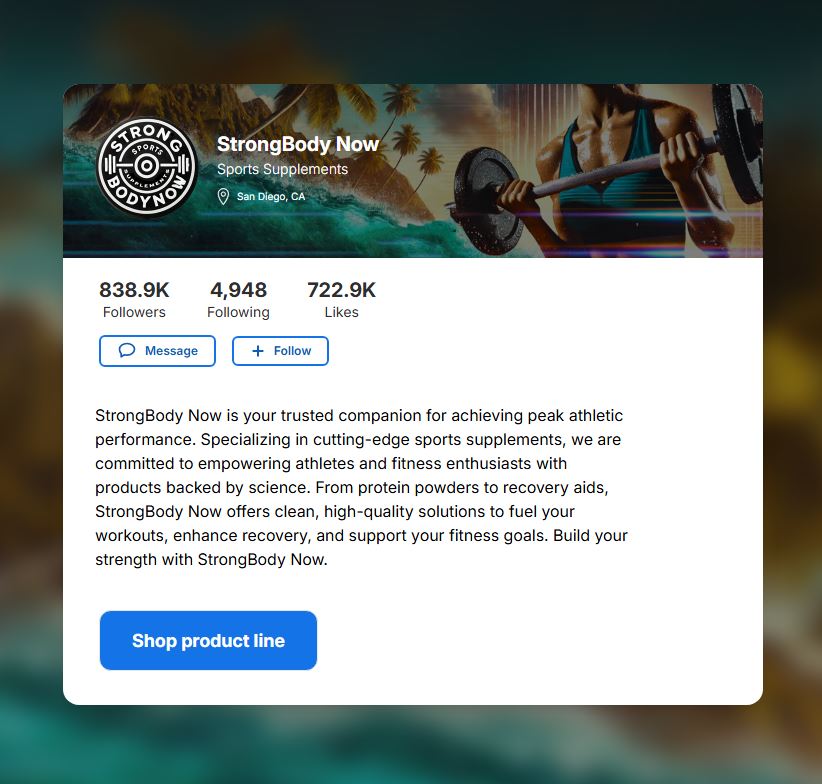 STRONG
SPORTS
SUPPLEMENTS
BODYNOW
StrongBody Now
Sports Supplements
San Diego, CA
838.9K 4,948 722.9K
Followers Following Likes
Message Follow
StrongBody Now is your trusted companion for achieving peak athletic
performance. Specializing in cutting-edge sports supplements, we are
committed to empowering athletes and fitness enthusiasts with
products backed by science. From protein powders to recovery aids,
StrongBody Now offers clean, high-quality solutions to fuel your
workouts, enhance recovery, and support your fitness goals. Build your
strength with StrongBody Now.
Shop product line